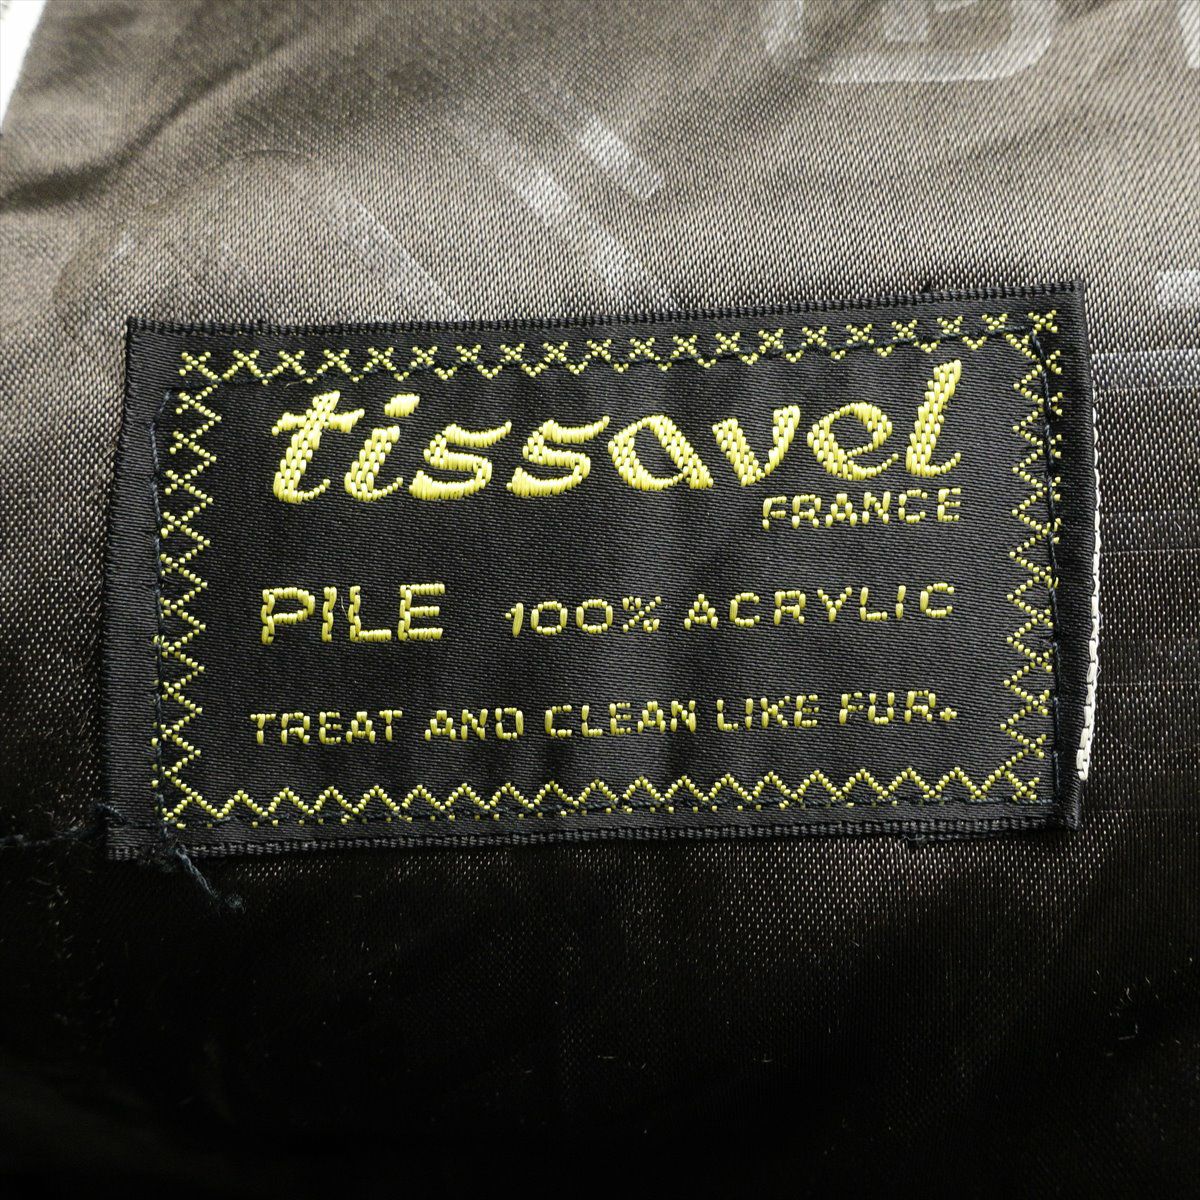 tissavel
FRANCE
PILE 100% ACRYLIC
TREAT AND CLEAN LIKE FUR.